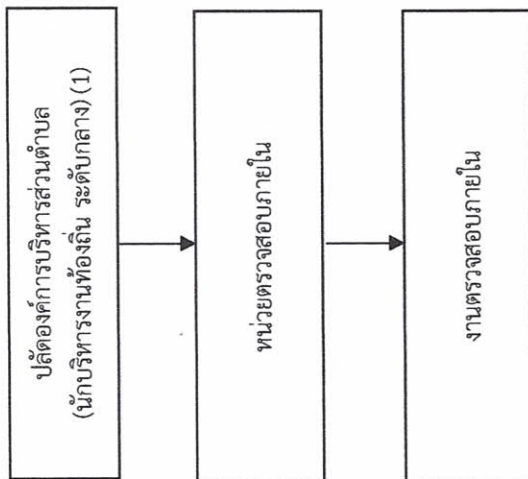 ปลัดองค์การบริหารส่วนตำบล
(นักบริหารงานท้องถิ่น ระดับกลาง) (1)
หน่วยตรวจสอบภายใน
งานตรวจสอบภายใน